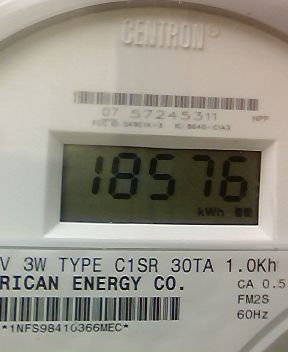 CENTRON®
07 57245311
18576
kWh
V 3W TYPE C1SR 30TA 1.0Kh
RICAN ENERGY CO.
CA 0.5
FM2S
60Hz
*1NFS98410366MEC*